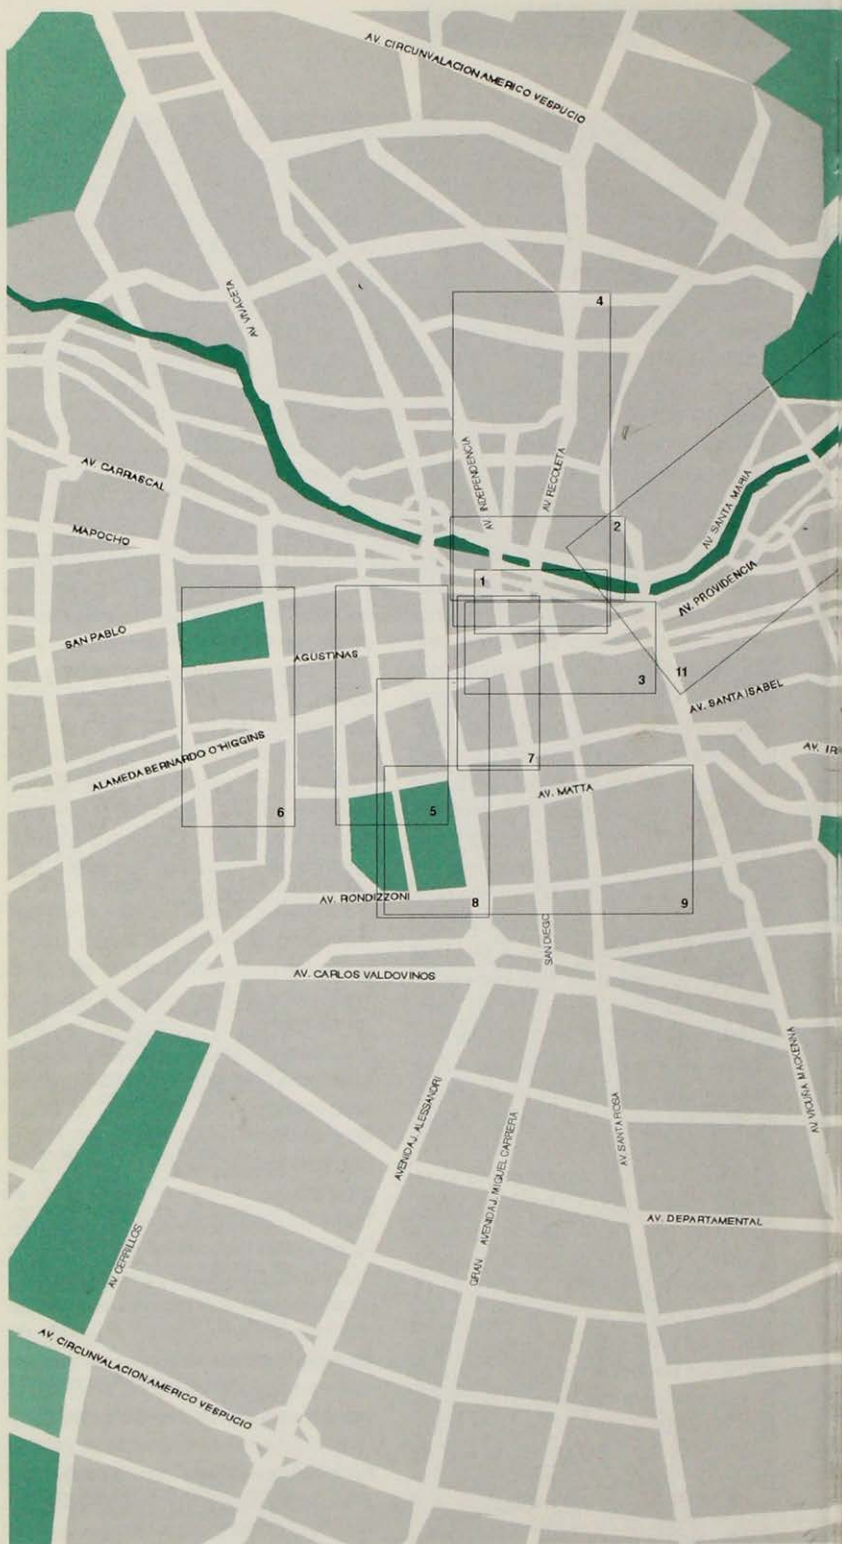 AV. CIRCUNVALACION AMERICO VESPUCIO
AV. VIVACETA
4
AV. CARRASCAL
AV. INDEPENDENCIA
AV. RECOLETA
AV. SANTA MARIA
MAPOCHO
2
1
AV. PROVIDENCIA
SAN PABLO
AGUSTINAS
3
11
AV. SANTA ISABEL
ALAMEDA BERNARDO O'HIGGINS
AV. IR
7
AV. MATTA
6
5
AV. RONDIZZONI
8
9
SAN DIEGO
AV. CARLOS VALDOVINOS
AV. VICUÑA MACKENNA
AVENIDA J. ALESSANDRI
GRAN AVENIDA J. MIGUEL CARRERA
AV. SANTA ROSA
AV. DEPARTAMENTAL
AV. CERRILLOS
AV. CIRCUNVALACION AMERICO VESPUCIO